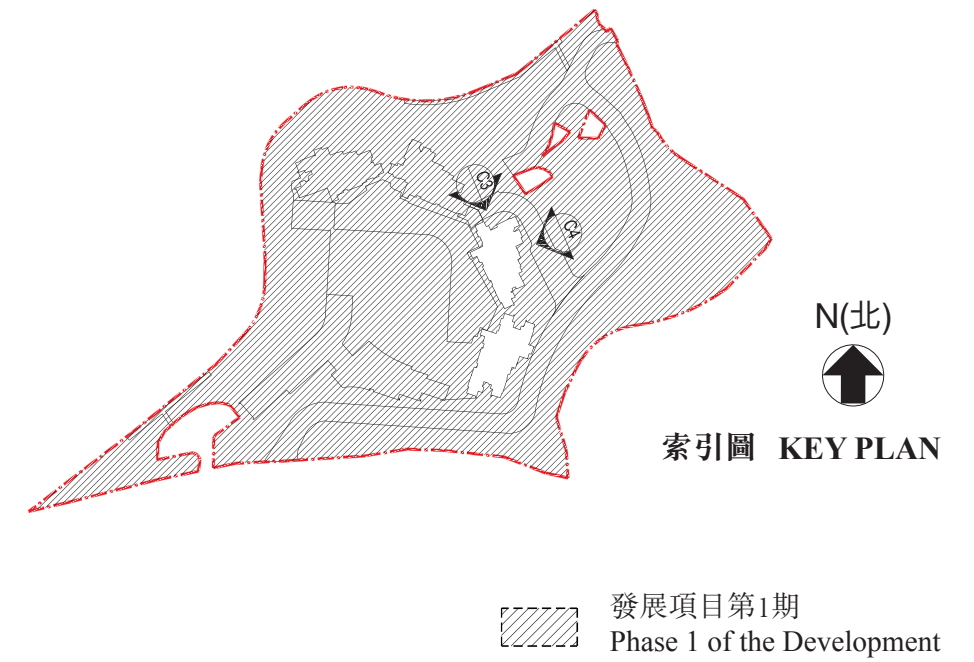 C3
C4
N(北)
索引圖 KEY PLAN
發展項目第1期
Phase 1 of the Development